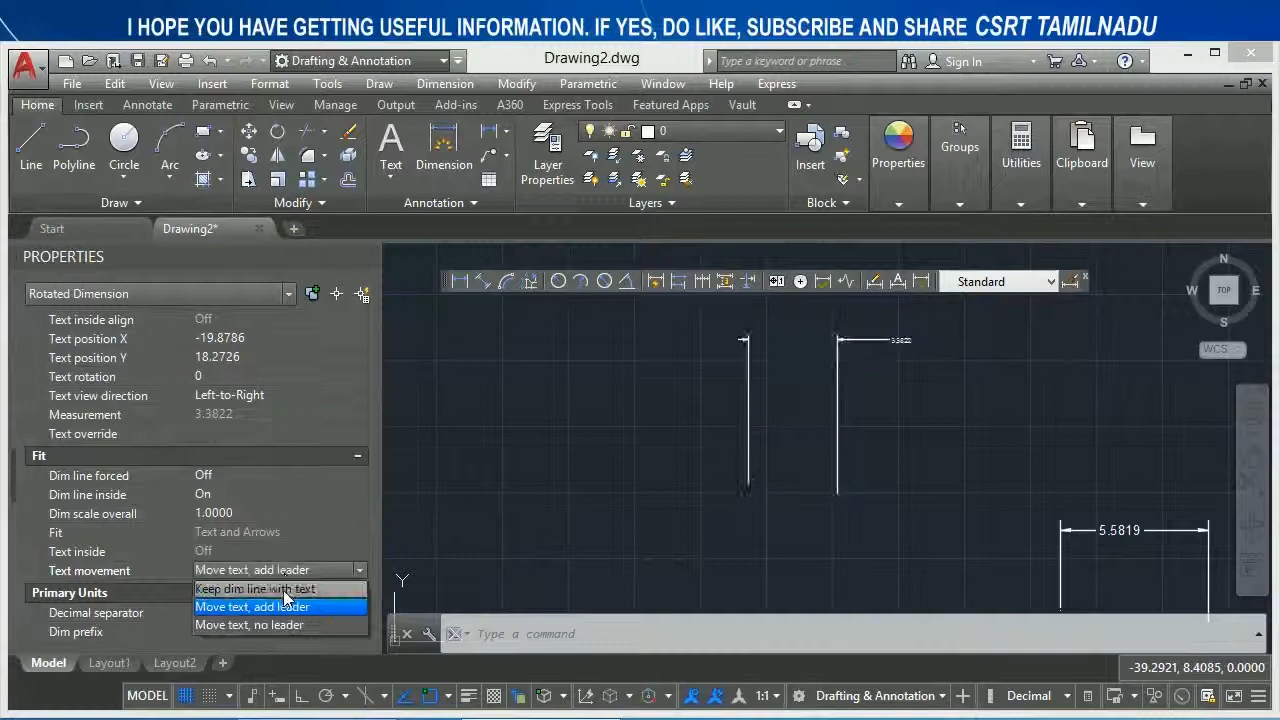 I HOPE YOU HAVE GETTING USEFUL INFORMATION. IF YES, DO LIKE, SUBSCRIBE AND SHARE CSRT TAMILNADU
Drafting & Annotation Drawing2.dwg Type a keyword or phrase Sign In
File Edit View Insert Format Tools Draw Dimension Modify Parametric Window Help Express
Home Insert Annotate Parametric View Manage Output Add-ins A360 Express Tools Featured Apps Vault
0
Line Polyline Circle Arc Text Dimension Layer Properties Insert Properties Groups Utilities Clipboard View
Draw Modify Annotation Layers Block
Start Drawing2*
PROPERTIES
Rotated Dimension
Standard
N
W TOP E
S
WCS
Text inside align Off
Text position X -19.8786
Text position Y 18.2726
Text rotation 0
Text view direction Left-to-Right
Measurement 3.3822
Text override
3.3822
Fit
Dim line forced Off
Dim line inside On
Dim scale overall 1.0000
Fit Text and Arrows
Text inside Off
Text movement Move text, add leader
Keep dim line with text
Move text, add leader
Move text, no leader
5.5819
Y
Primary Units
Decimal separator
Dim prefix
Type a command
Model Layout1 Layout2
-39.2921, 8.4085, 0.0000
MODEL 1:1 Drafting & Annotation Decimal